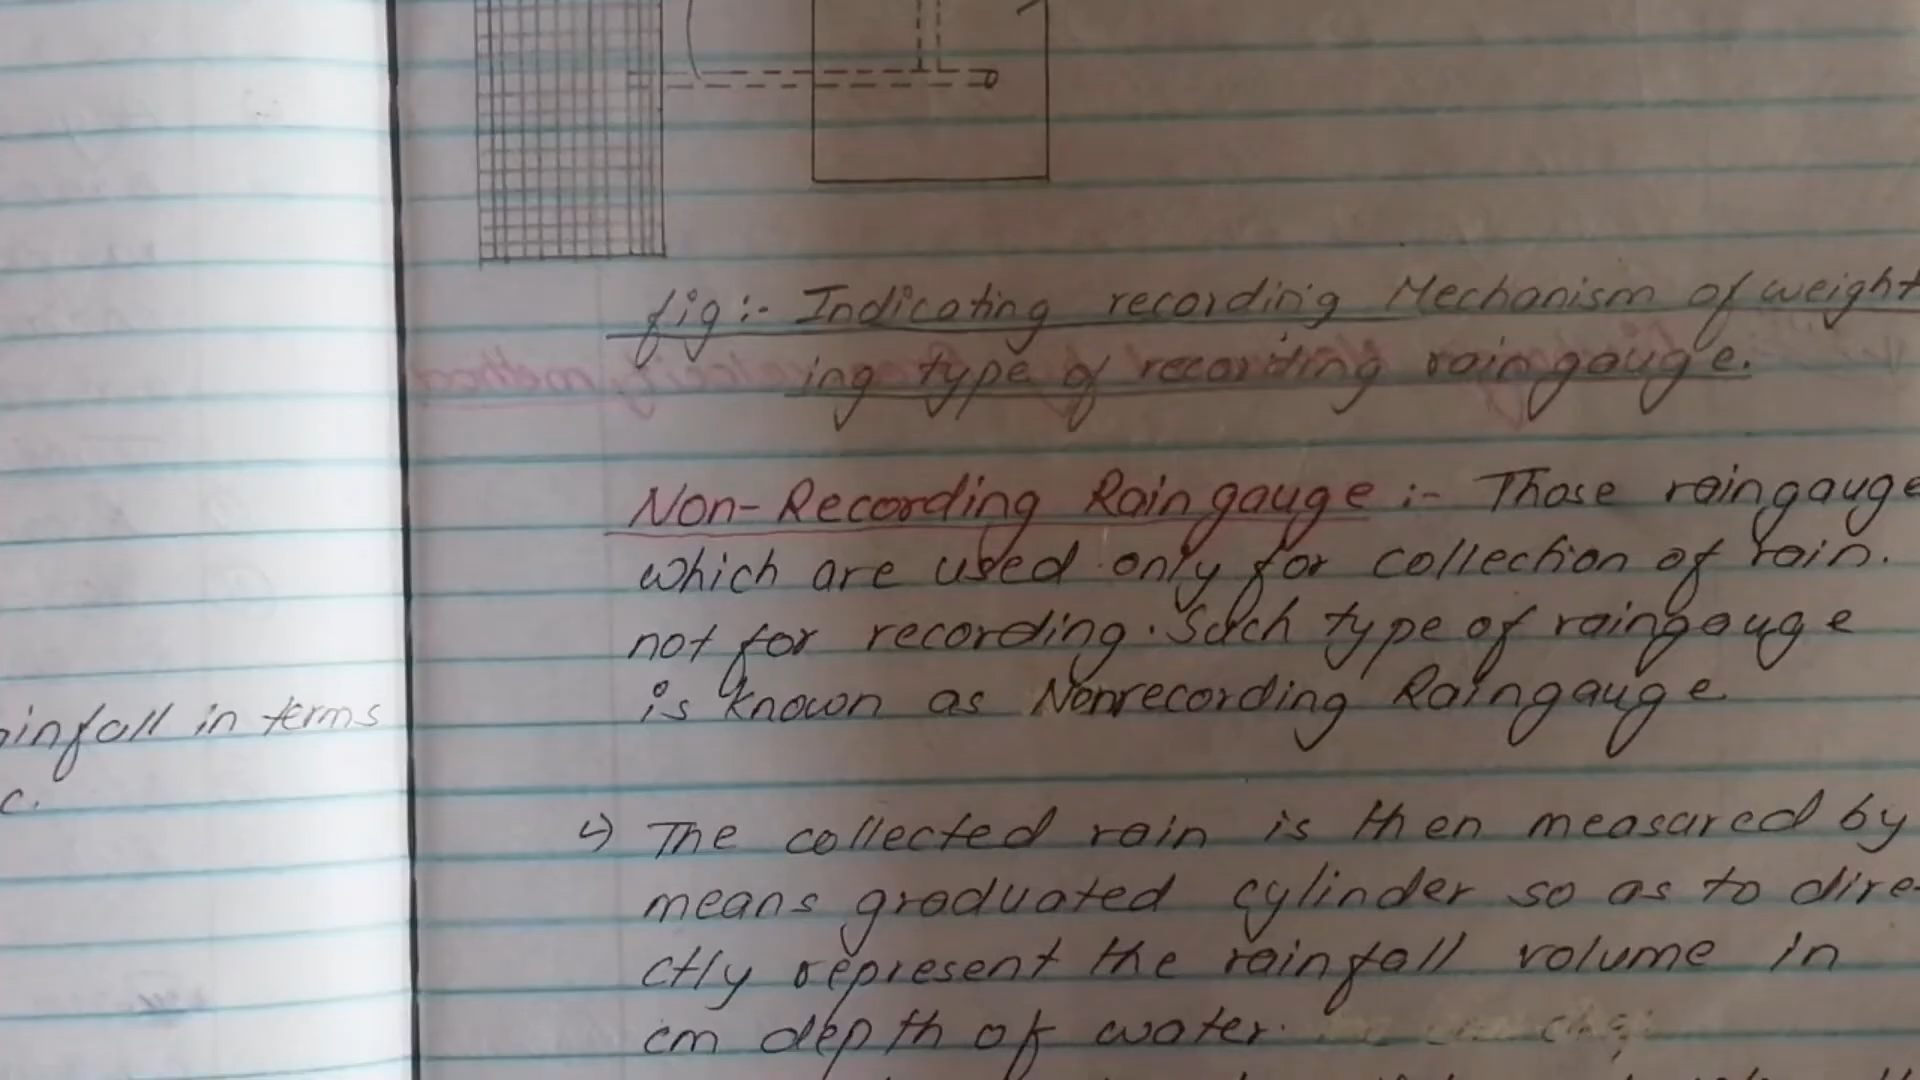 fig:- Indicating recording Mechanism of weight
ing type of recording raingauge.
Non-Recording Raingauge :- Those raingauge
which are used only for collection of rain.
not for recording. Such type of raingauge
is known as Nonrecording Raingauge
↳ The collected rain is then measured by
means graduated cylinder so as to dire-
ctly represent the rainfall volume in
cm depth of water.
infall in terms
c.